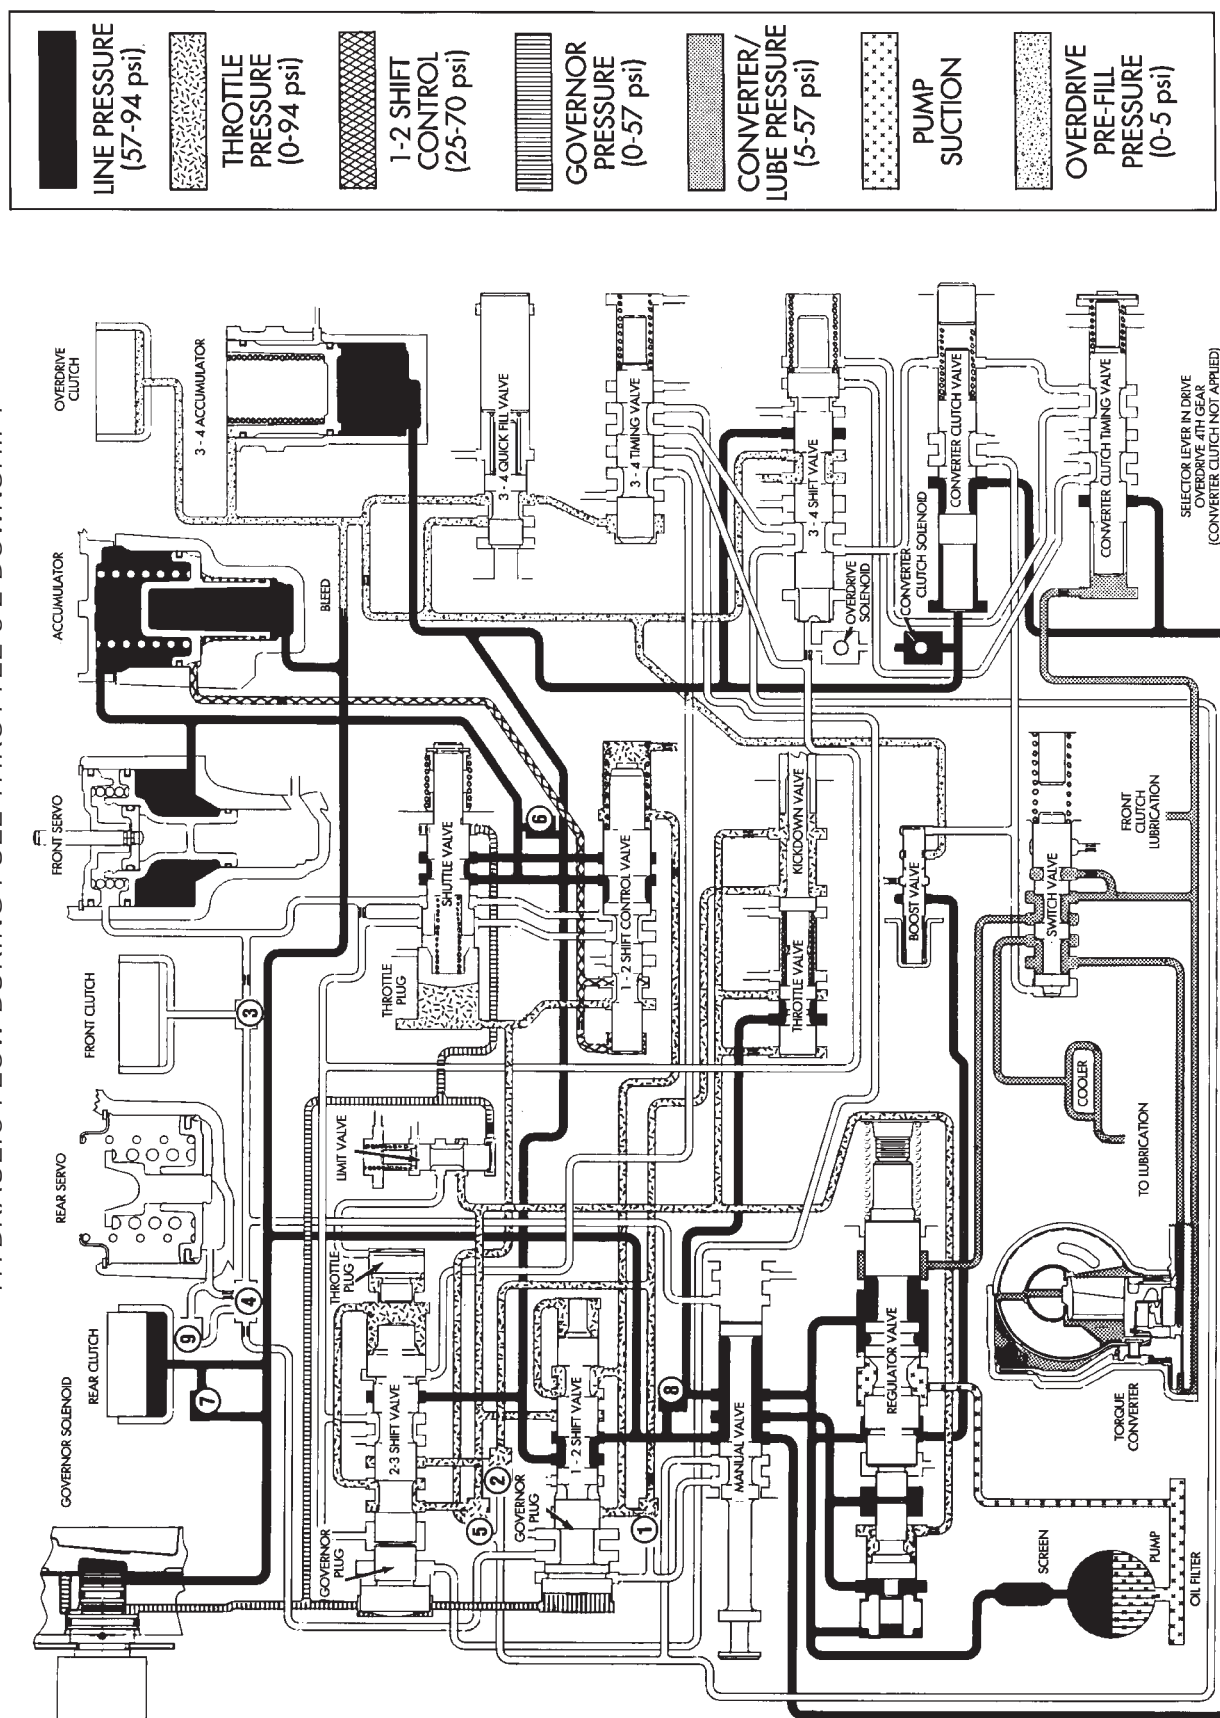 GOVERNOR SOLENOID
REAR CLUTCH
REAR SERVO
FRONT CLUTCH
FRONT SERVO
ACCUMULATOR
OVERDRIVE
CLUTCH
3 - 4 ACCUMULATOR
BLEED
7
9
4
3
GOVERNOR
PLUG
2-3 SHIFT VALVE
THROTTLE
PLUG
LIMIT VALVE
THROTTLE
PLUG
SHUTTLE VALVE
3 - 4 QUICK FILL VALVE
5
2
6
GOVERNOR
PLUG
1 - 2 SHIFT VALVE
1 - 2 SHIFT CONTROL VALVE
3 - 4 TIMING VALVE
1
8
MANUAL VALVE
THROTTLE VALVE
KICKDOWN VALVE
3 - 4 SHIFT VALVE
OVERDRIVE
SOLENOID
REGULATOR VALVE
BOOST VALVE
CONVERTER
CLUTCH SOLENOID
CONVERTER CLUTCH VALVE
SCREEN
PUMP
OIL FILTER
TORQUE
CONVERTER
COOLER
TO LUBRICATION
SWITCH VALVE
FRONT
CLUTCH
LUBRICATION
CONVERTER CLUTCH TIMING VALVE
SELECTOR LEVER IN DRIVE
OVERDRIVE 4TH GEAR
(CONVERTER CLUTCH NOT APPLIED)
LINE PRESSURE
(57-94 psi)
THROTTLE
PRESSURE
(0-94 psi)
1-2 SHIFT
CONTROL
(25-70 psi)
GOVERNOR
PRESSURE
(0-57 psi)
CONVERTER/
LUBE PRESSURE
(5-57 psi)
PUMP
SUCTION
OVERDRIVE
PRE-FILL
PRESSURE
(0-5 psi)